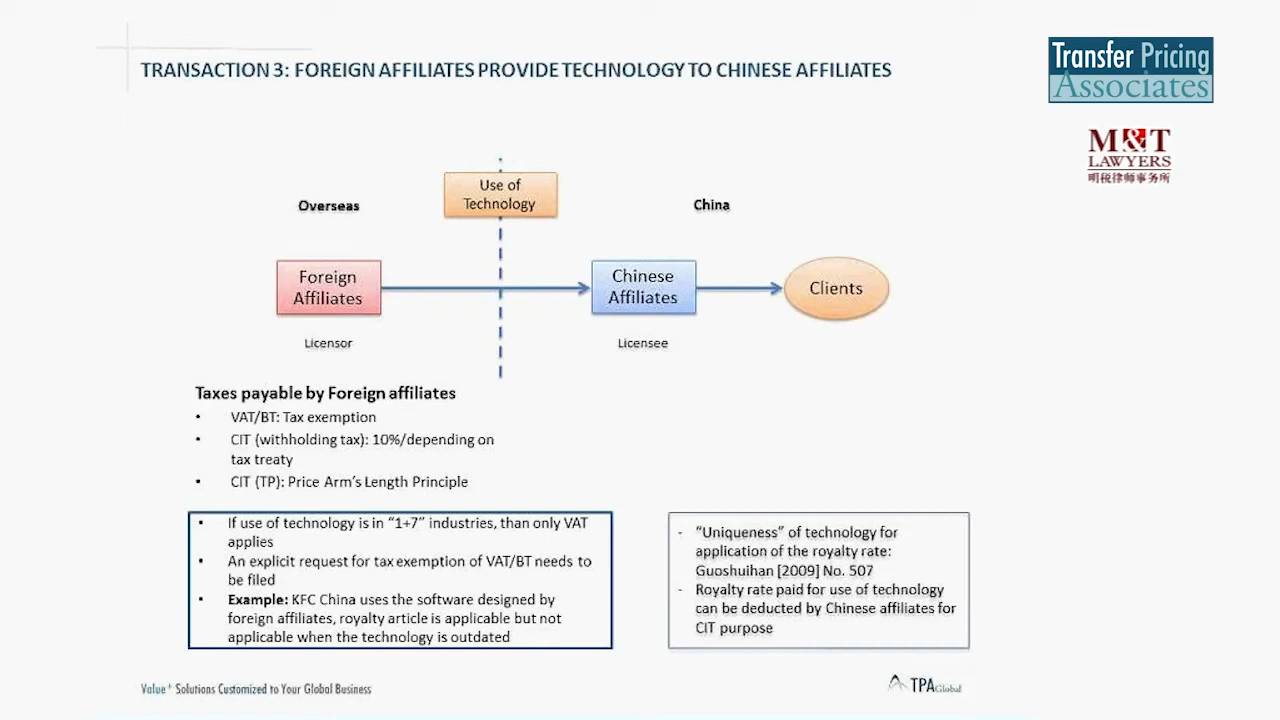 TRANSACTION 3: FOREIGN AFFILIATES PROVIDE TECHNOLOGY TO CHINESE AFFILIATES
Transfer Pricing
Associates
M&T
LAWYERS
明税律师事务所
Use of
Technology
Overseas
China
Foreign
Affiliates
Chinese
Affiliates
Clients
Licensor
Licensee
Taxes payable by Foreign affiliates
• VAT/BT: Tax exemption
• CIT (withholding tax): 10%/depending on
tax treaty
• CIT (TP): Price Arm's Length Principle
• If use of technology is in "1+7" industries, than only VAT
applies
• An explicit request for tax exemption of VAT/BT needs to
be filed
• Example: KFC China uses the software designed by
foreign affiliates, royalty article is applicable but not
applicable when the technology is outdated
- "Uniqueness" of technology for
application of the royalty rate:
Guoshuihan [2009] No. 507
- Royalty rate paid for use of technology
can be deducted by Chinese affiliates for
CIT purpose
Value+ Solutions Customized to Your Global Business
TPA Global